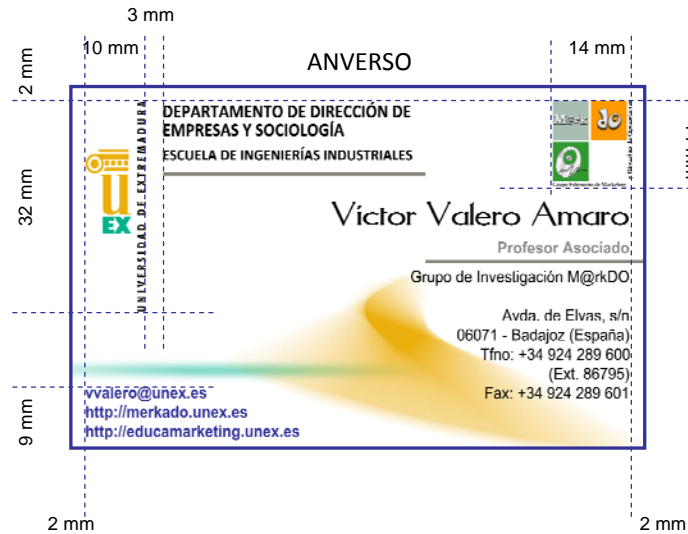 3 mm
10 mm
14 mm
ANVERSO
2 mm
DEPARTAMENTO DE DIRECCIÓN DE
EMPRESAS Y SOCIOLOGÍA
ESCUELA DE INGENIERÍAS INDUSTRIALES
UNIVERSIDAD DE EXTREMADURA
u
EX
M@rk
do
32 mm
Víctor Valero Amaro
Profesor Asociado
Grupo de Investigación M@rkDO
Avda. de Elvas, s/n
06071 - Badajoz (España)
Tfno: +34 924 289 600
(Ext. 86795)
Fax: +34 924 289 601
vvalero@unex.es
http://merkado.unex.es
http://educamarketing.unex.es
9 mm
2 mm
2 mm